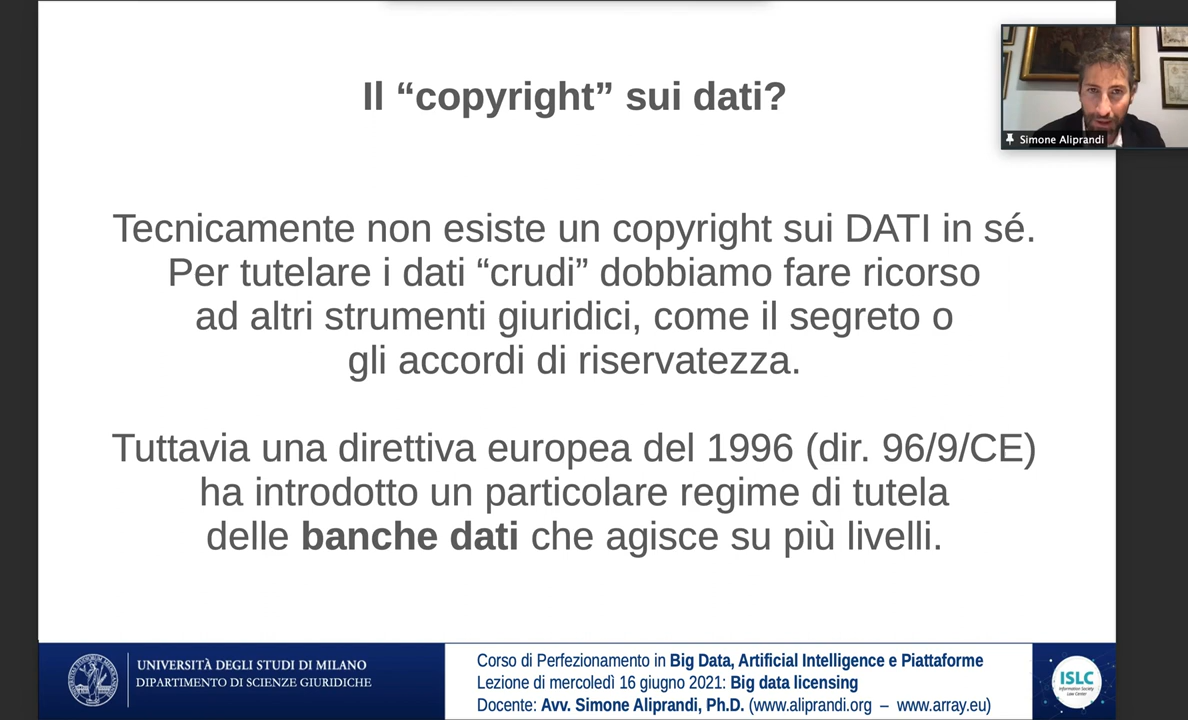 Il “copyright” sui dati?
Simone Aliprandi
Tecnicamente non esiste un copyright sui DATI in sé.
Per tutelare i dati “crudi” dobbiamo fare ricorso
ad altri strumenti giuridici, come il segreto o
gli accordi di riservatezza.
Tuttavia una direttiva europea del 1996 (dir. 96/9/CE)
ha introdotto un particolare regime di tutela
delle banche dati che agisce su più livelli.
UNIVERSITÀ DEGLI STUDI DI MILANO
DIPARTIMENTO DI SCIENZE GIURIDICHE
Corso di Perfezionamento in Big Data, Artificial Intelligence e Piattaforme
Lezione di mercoledì 16 giugno 2021: Big data licensing
Docente: Avv. Simone Aliprandi, Ph.D. (www.aliprandi.org – www.array.eu)
ISLC
Information Society
Law Center